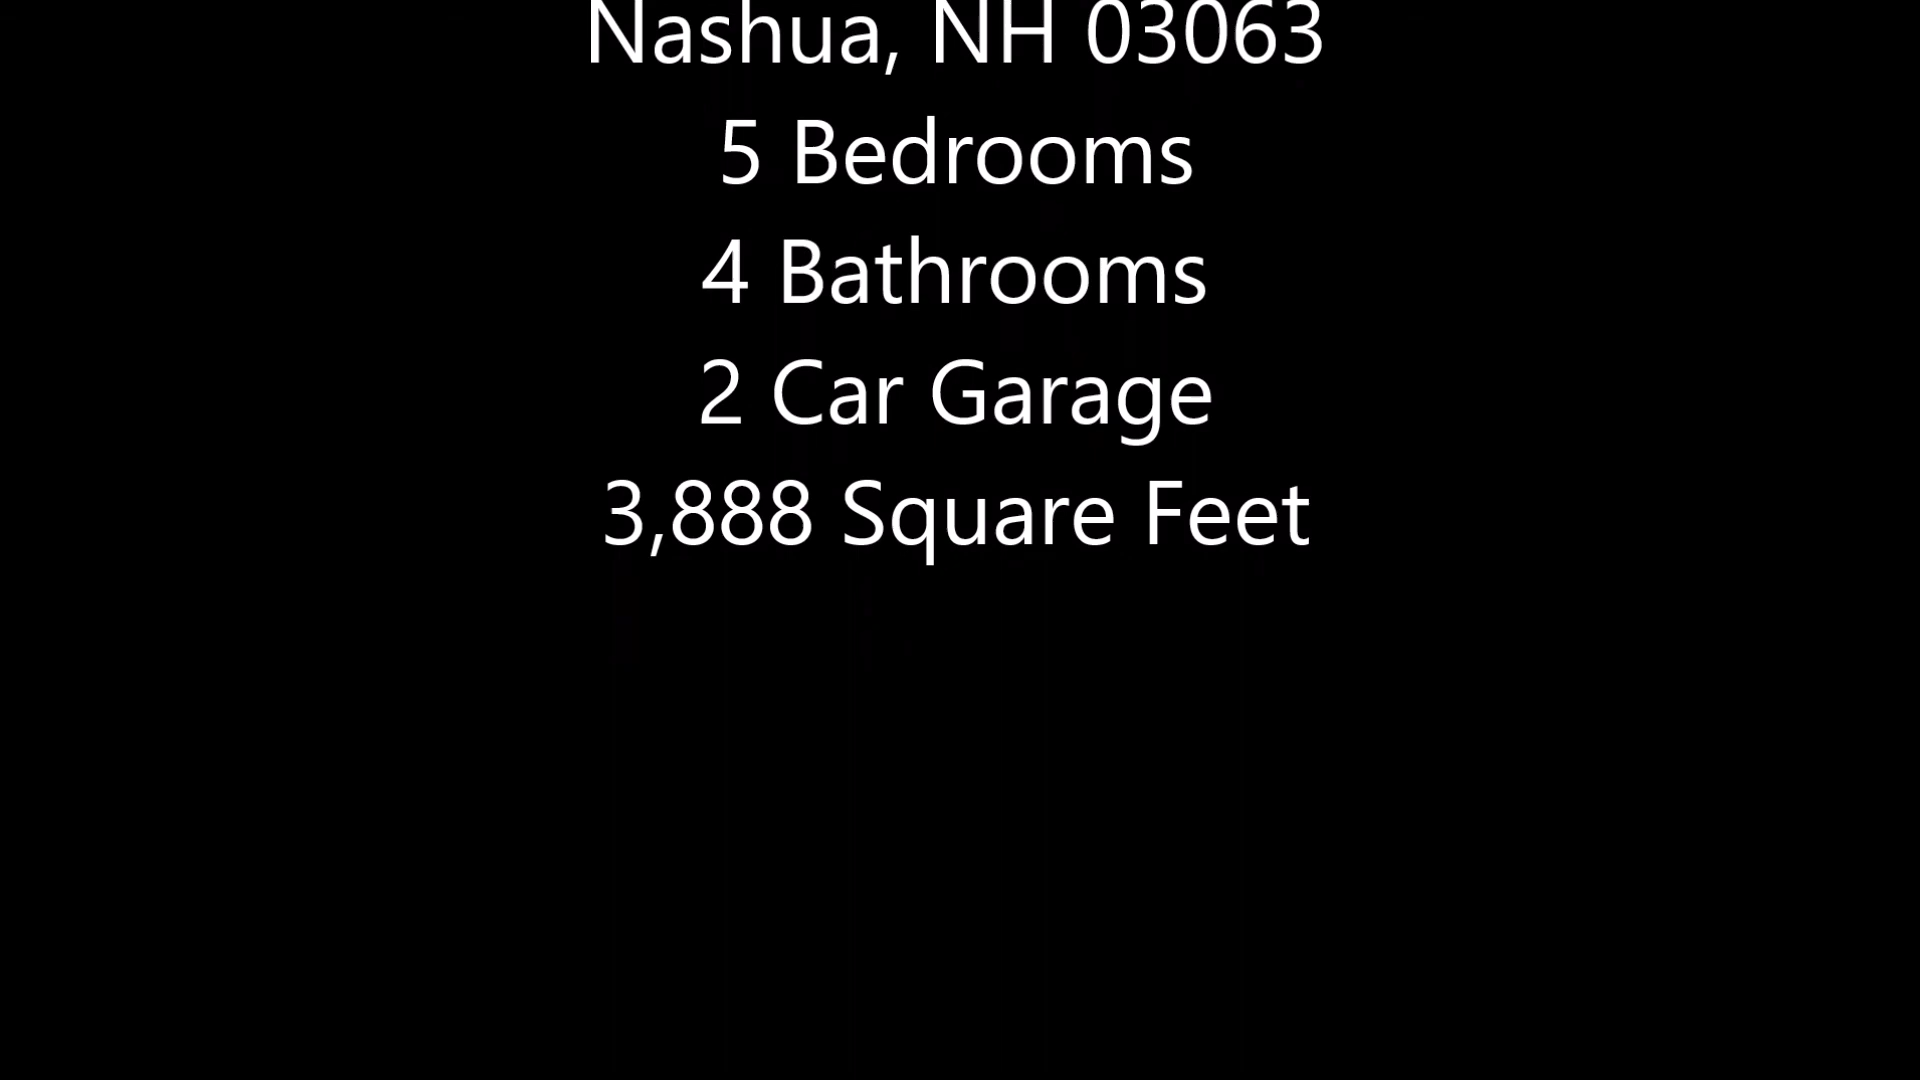 Nashua, NH 03063
5 Bedrooms
4 Bathrooms
2 Car Garage
3,888 Square Feet